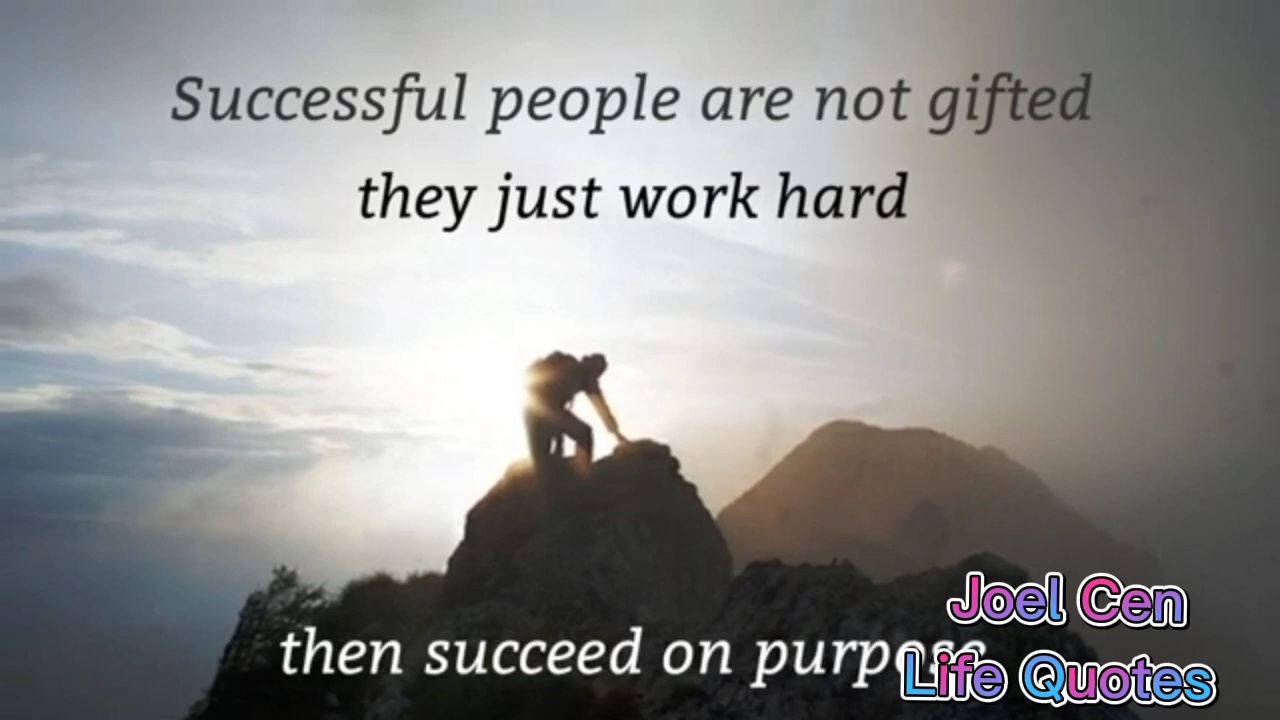 Successful people are not gifted
they just work hard
then succeed on purpose
Joel Cen
Life Quotes